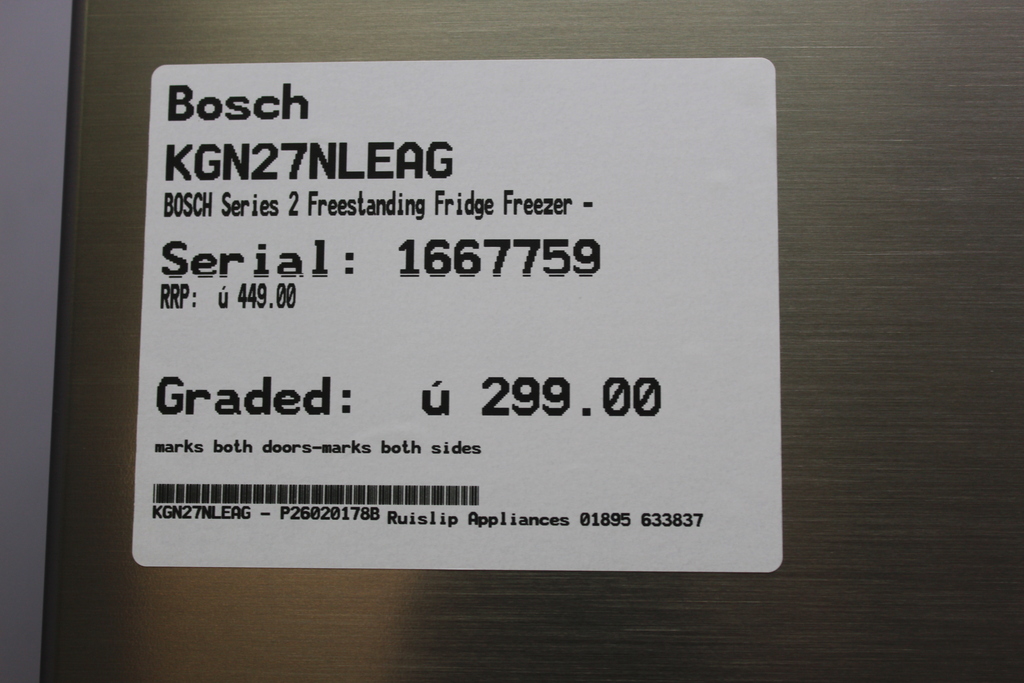 Bosch
KGN27NLEAG
BOSCH Series 2 Freestanding Fridge Freezer -
Serial: 1667759
RRP: ú 449.00
Graded: ú 299.00
marks both doors-marks both sides
KGN27NLEAG - P26020178B Ruislip Appliances 01895 633837